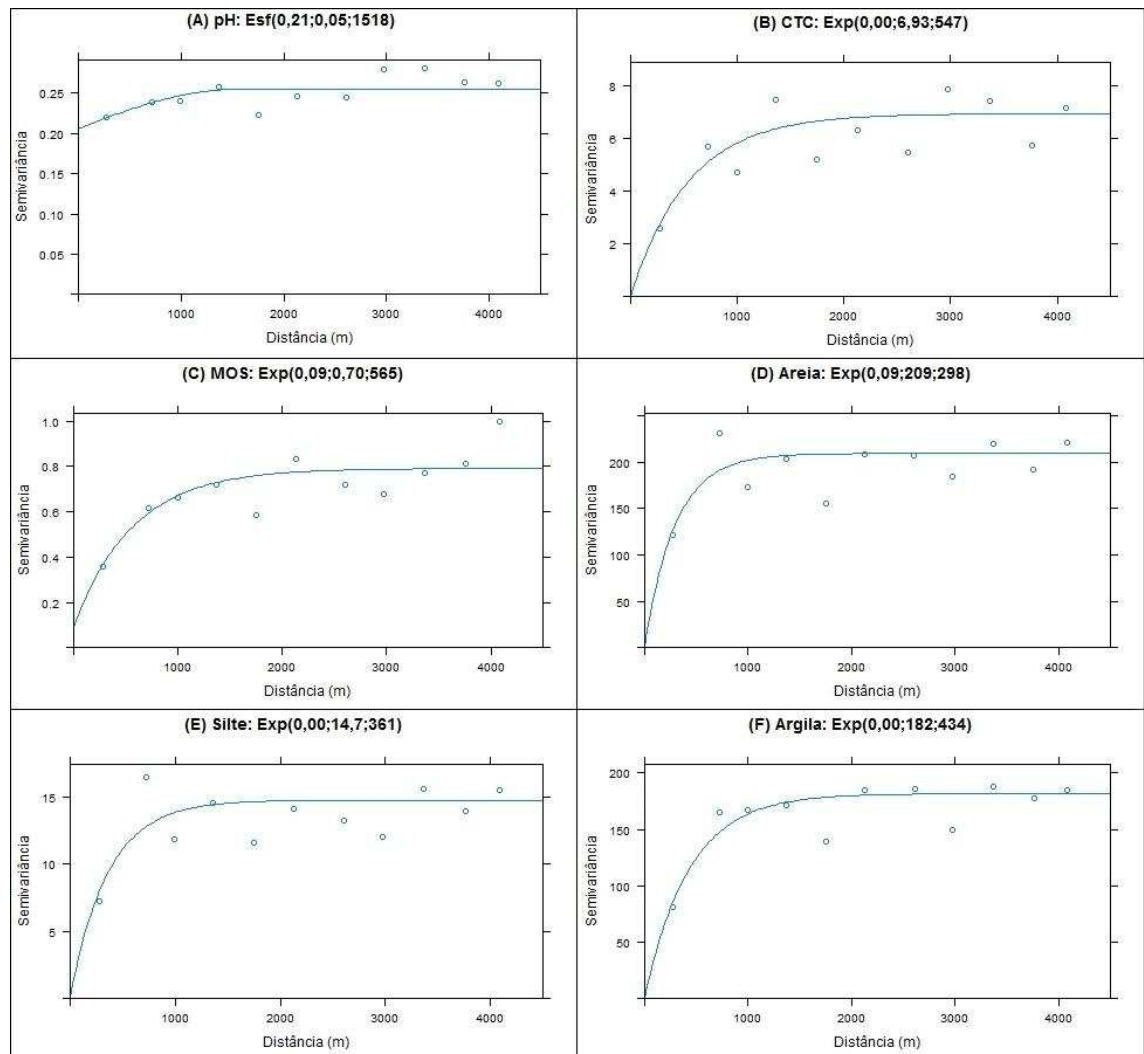 (A) pH: Esf(0,21;0,05;1518)
Semivariância
0.25
0.20
0.15
0.10
0.05
1000 2000 3000 4000
Distância (m)
(B) CTC: Exp(0,00;6,93;547)
Semivariância
8
6
4
2
1000 2000 3000 4000
Distância (m)
(C) MOS: Exp(0,09;0,70;565)
Semivariância
1.0
0.8
0.6
0.4
0.2
1000 2000 3000 4000
Distância (m)
(D) Areia: Exp(0,09;209;298)
Semivariância
200
150
100
50
1000 2000 3000 4000
Distância (m)
(E) Silte: Exp(0,00;14,7;361)
Semivariância
15
10
5
1000 2000 3000 4000
Distância (m)
(F) Argila: Exp(0,00;182;434)
Semivariância
200
150
100
50
1000 2000 3000 4000
Distância (m)